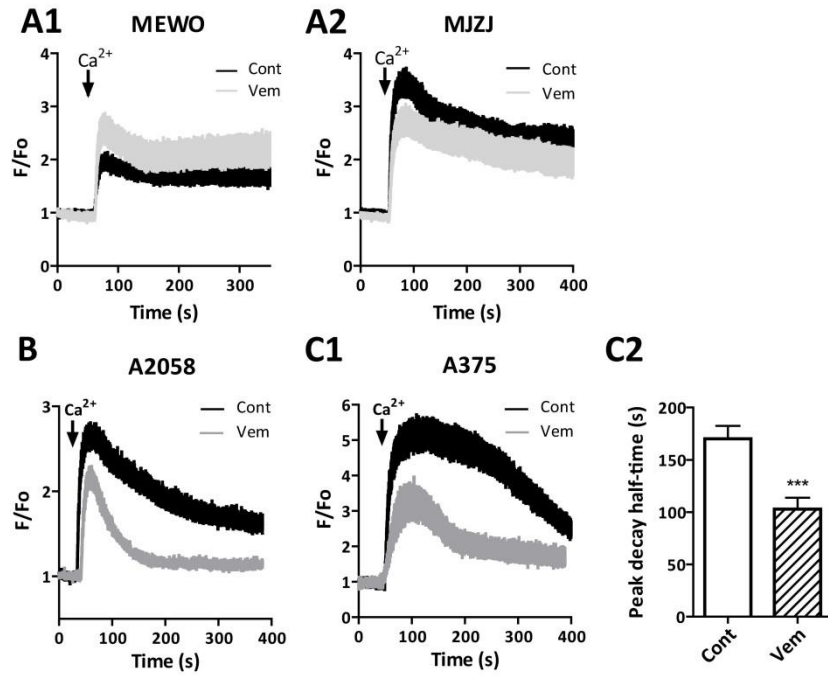 A1
MEWO
Ca2+
Cont
Vem
F/Fo
4
3
2
1
0
0
100
200
300
Time (s)
A2
MJZJ
Ca2+
Cont
Vem
F/Fo
4
3
2
1
0
0
100
200
300
400
Time (s)
B
A2058
Ca2+
Cont
Vem
F/Fo
3
2
1
0
100
200
300
400
Time (s)
C1
A375
Ca2+
Cont
Vem
F/Fo
6
5
4
3
2
1
0
0
100
200
300
400
Time (s)
C2
Peak decay half-time (s)
200
150
100
50
0
***
Cont
Vem